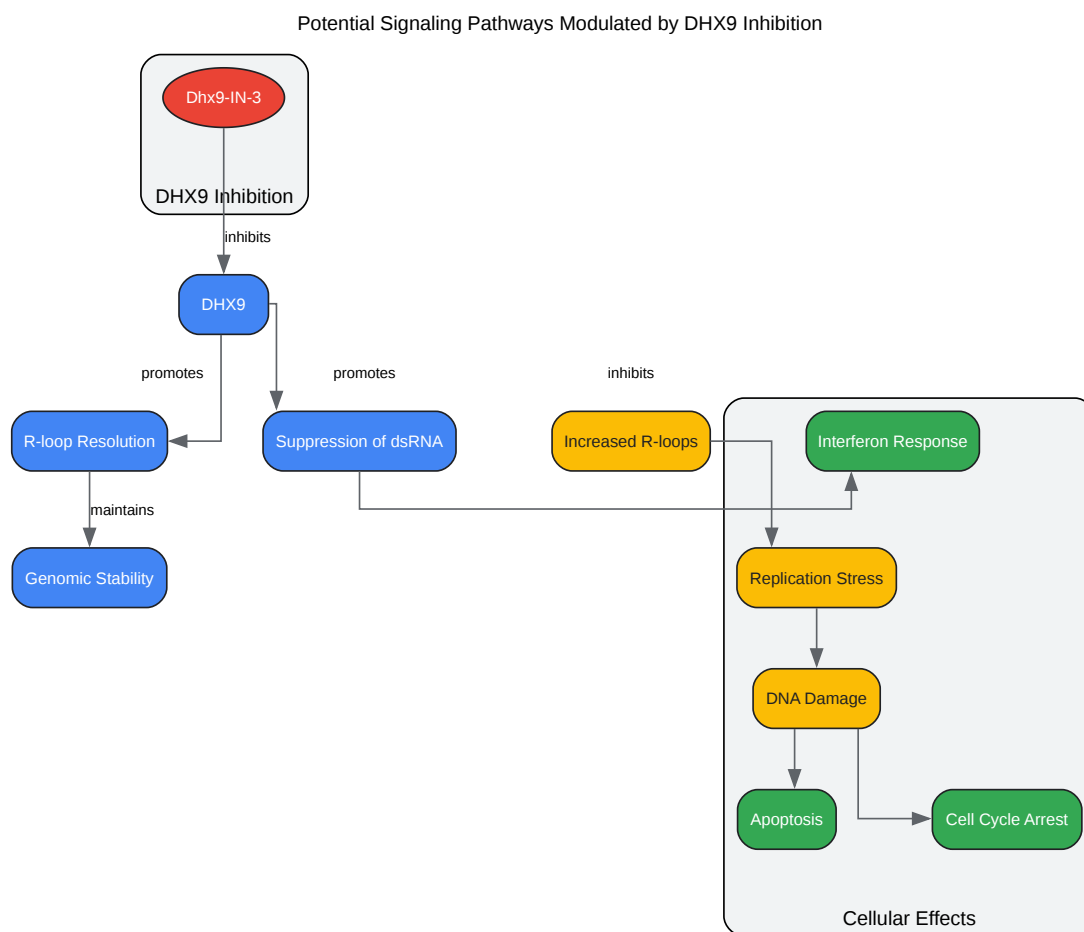 Potential Signaling Pathways Modulated by DHX9 Inhibition
Dhx9-IN-3
DHX9 Inhibition
inhibits
DHX9
promotes
promotes
inhibits
R-loop Resolution
Suppression of dsRNA
Increased R-loops
Interferon Response
maintains
Genomic Stability
Replication Stress
DNA Damage
Apoptosis
Cell Cycle Arrest
Cellular Effects